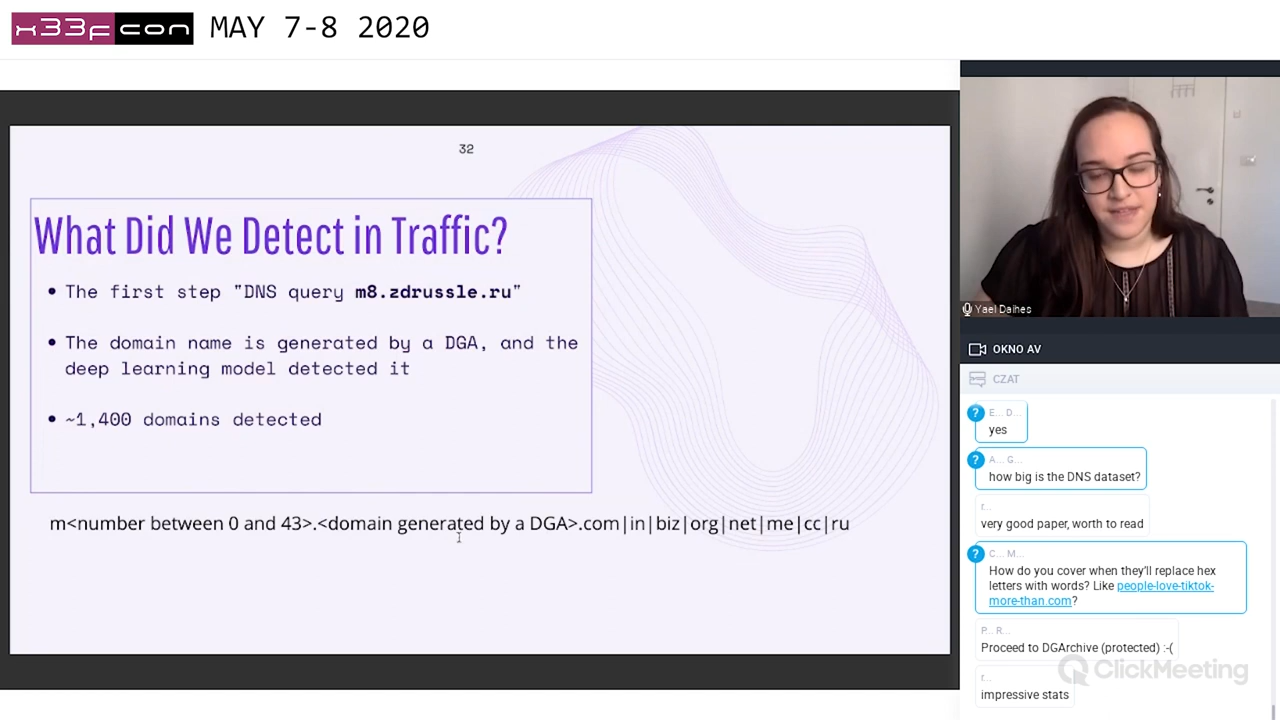 x33fcon MAY 7-8 2020
32
What Did We Detect in Traffic?
• The first step "DNS query m8.zdrussle.ru"
• The domain name is generated by a DGA, and the
deep learning model detected it
• ~1,400 domains detected
m<number between 0 and 43>.<domain generated by a DGA>.com|in|biz|org|net|me|cc|ru
Yael Daihes
OKNO AV
CZAT
? E... D...
yes
? A... G...
how big is the DNS dataset?
r...
very good paper, worth to read
? C... M...
How do you cover when they'll replace hex
letters with words? Like people-love-tiktok-
more-than.com?
P... R...
Proceed to DGArchive (protected) :-(
r...
impressive stats
ClickMeeting